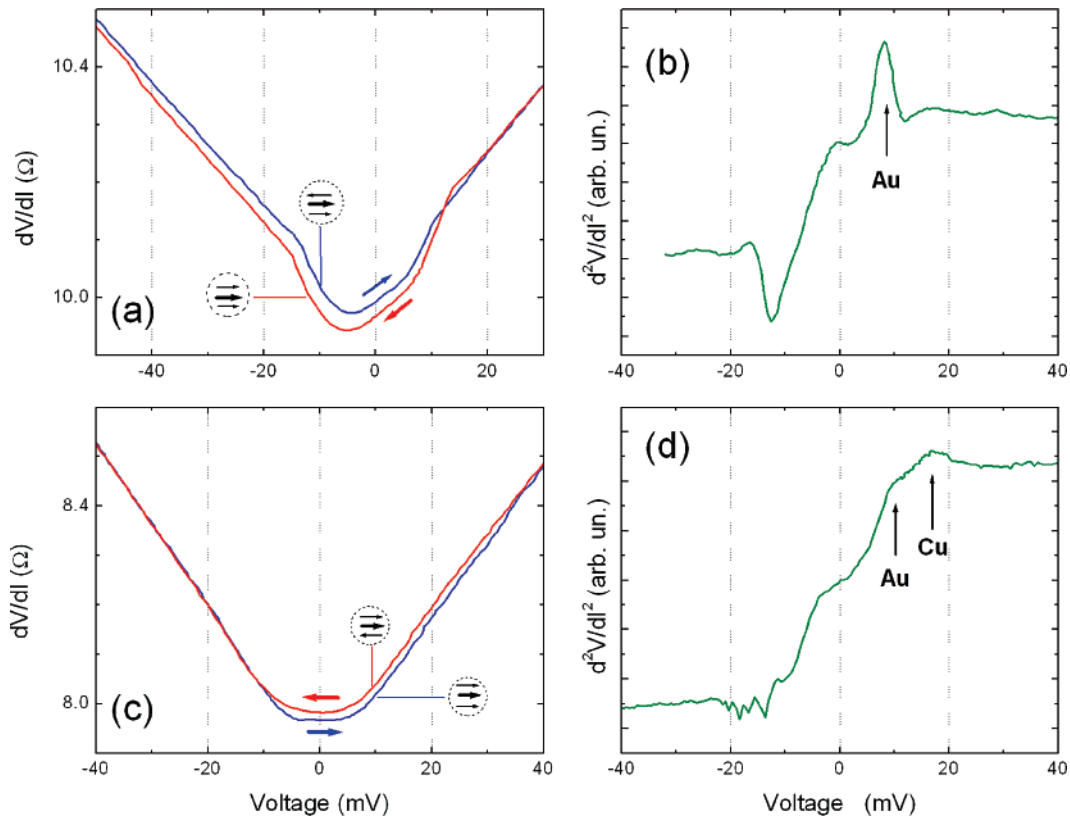 (a)
dV/dI (Ω)
10.4
10.0
-40 -20 0 20
(b)
d²V/dI² (arb. un.)
Au
-40 -20 0 20 40
(c)
dV/dI (Ω)
8.4
8.0
-40 -20 0 20 40
Voltage (mV)
(d)
d²V/dI² (arb. un.)
Au
Cu
-40 -20 0 20 40
Voltage (mV)